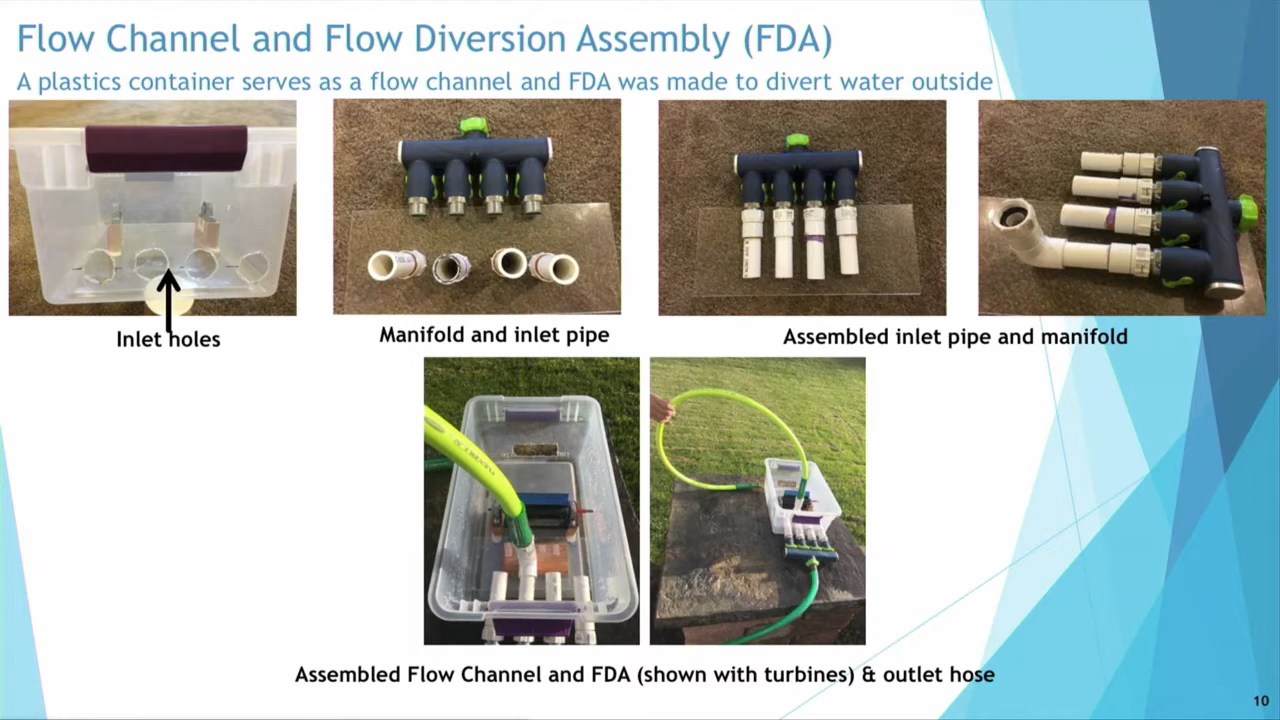 Flow Channel and Flow Diversion Assembly (FDA)
A plastics container serves as a flow channel and FDA was made to divert water outside
Inlet holes
Manifold and inlet pipe
Assembled inlet pipe and manifold
Assembled Flow Channel and FDA (shown with turbines) & outlet hose
10